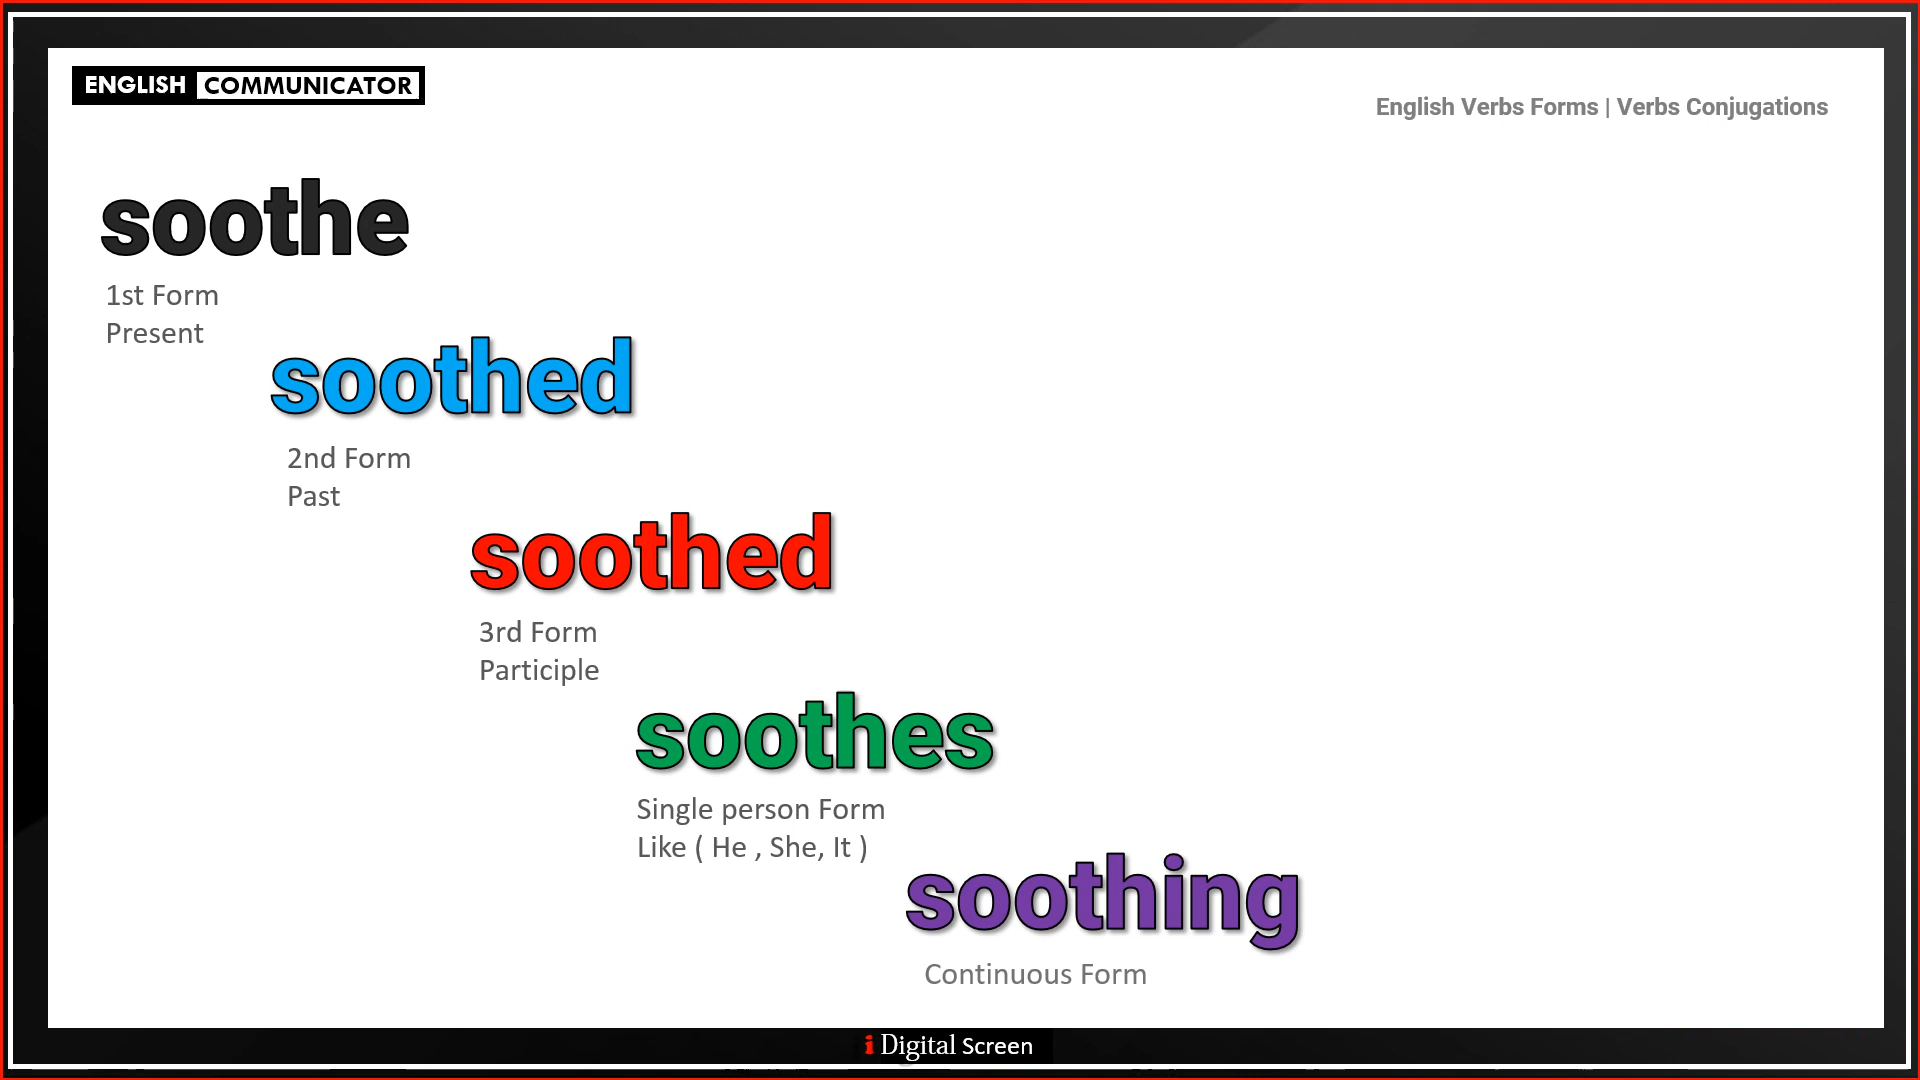 ENGLISH COMMUNICATOR
English Verbs Forms | Verbs Conjugations
soothe
1st Form
Present
soothed
2nd Form
Past
soothed
3rd Form
Participle
soothes
Single person Form
Like ( He , She, It )
soothing
Continuous Form
i Digital Screen